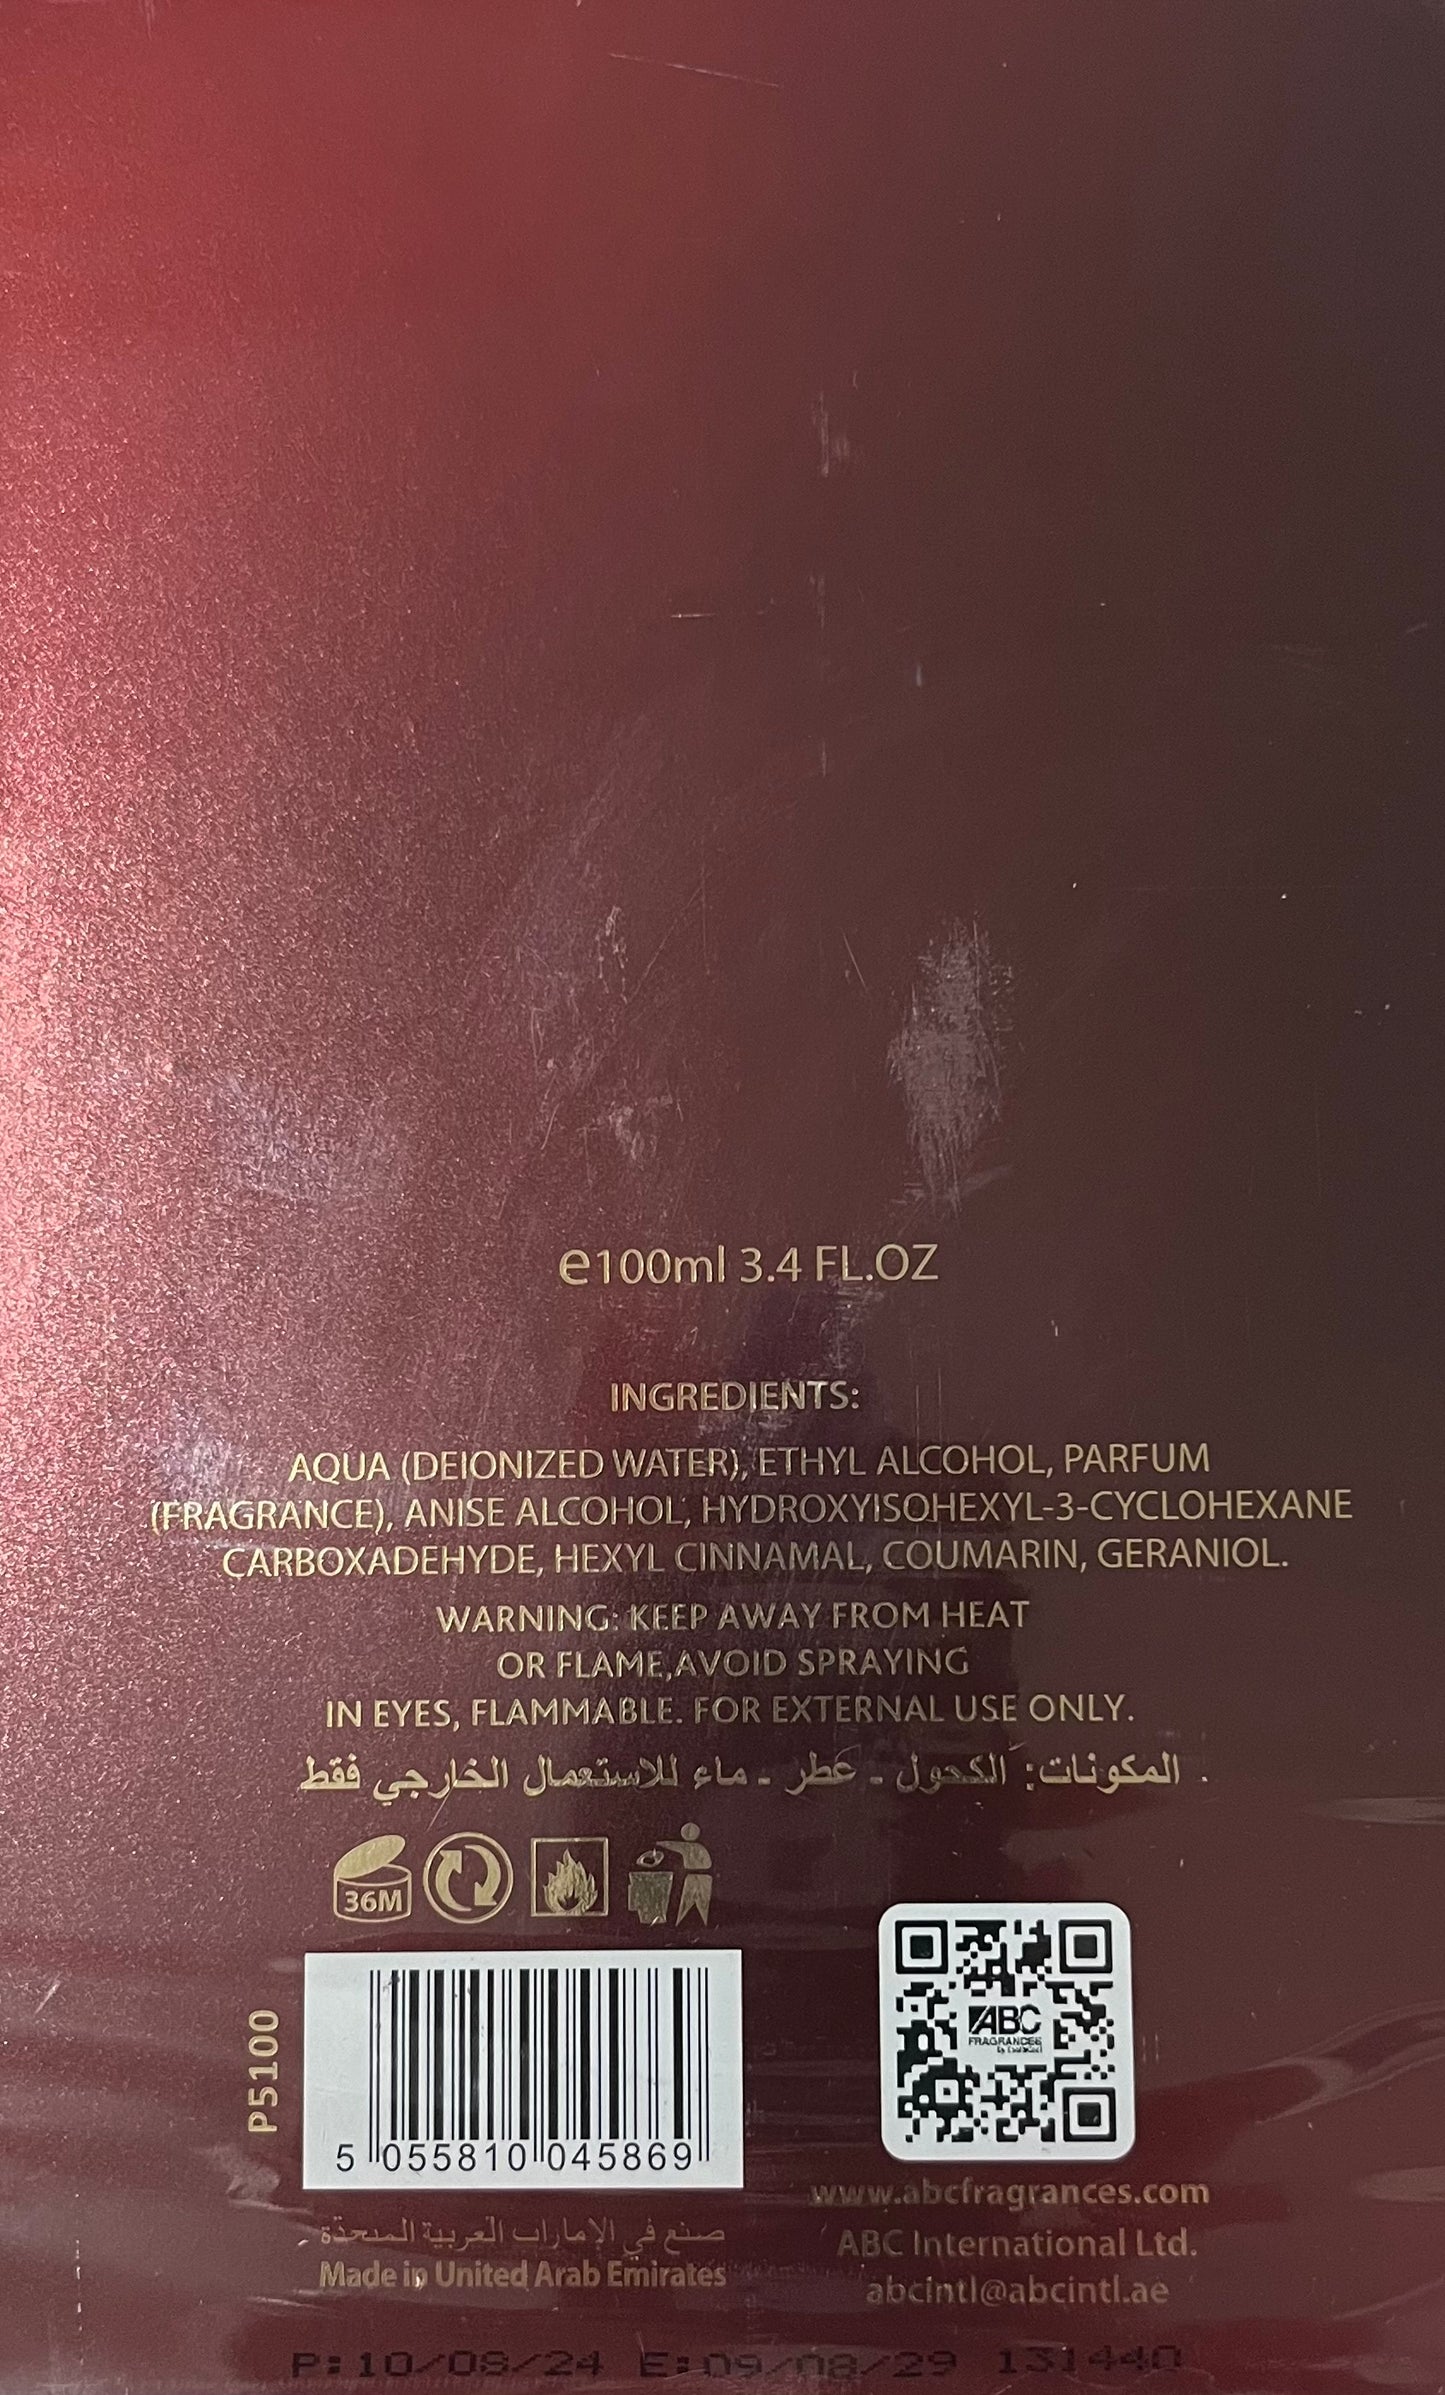 e100ml 3.4 FL.OZ
INGREDIENTS:
AQUA (DEIONIZED WATER), ETHYL ALCOHOL, PARFUM
(FRAGRANCE), ANISE ALCOHOL, HYDROXYISOHEXYL-3-CYCLOHEXANE
CARBOXADEHYDE, HEXYL CINNAMAL, COUMARIN, GERANIOL.
WARNING: KEEP AWAY FROM HEAT
OR FLAME,AVOID SPRAYING
IN EYES, FLAMMABLE. FOR EXTERNAL USE ONLY.
المكونات: الكحول - عطر - ماء للاستعمال الخارجي فقط .
36M
P5100
5 055810 045869
صنع في الإمارات العربية المتحدة
Made in United Arab Emirates
ABC
FRAGRANCES
www.abcfragrances.com
ABC International Ltd.
abcintl@abcintl.ae
P:10/08/24 E:09/08/29 131440